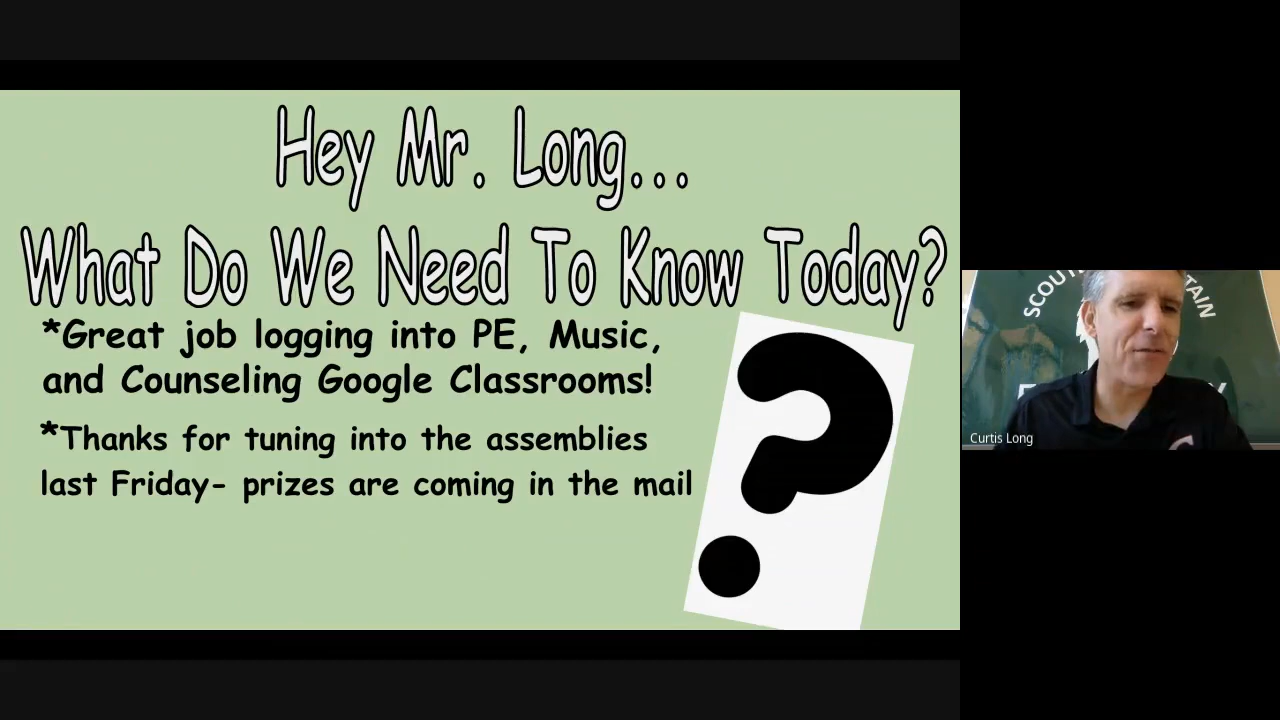 Hey Mr. Long...
What Do We Need To Know Today?
*Great job logging into PE, Music,
and Counseling Google Classrooms!
*Thanks for tuning into the assemblies
last Friday- prizes are coming in the mail
Curtis Long